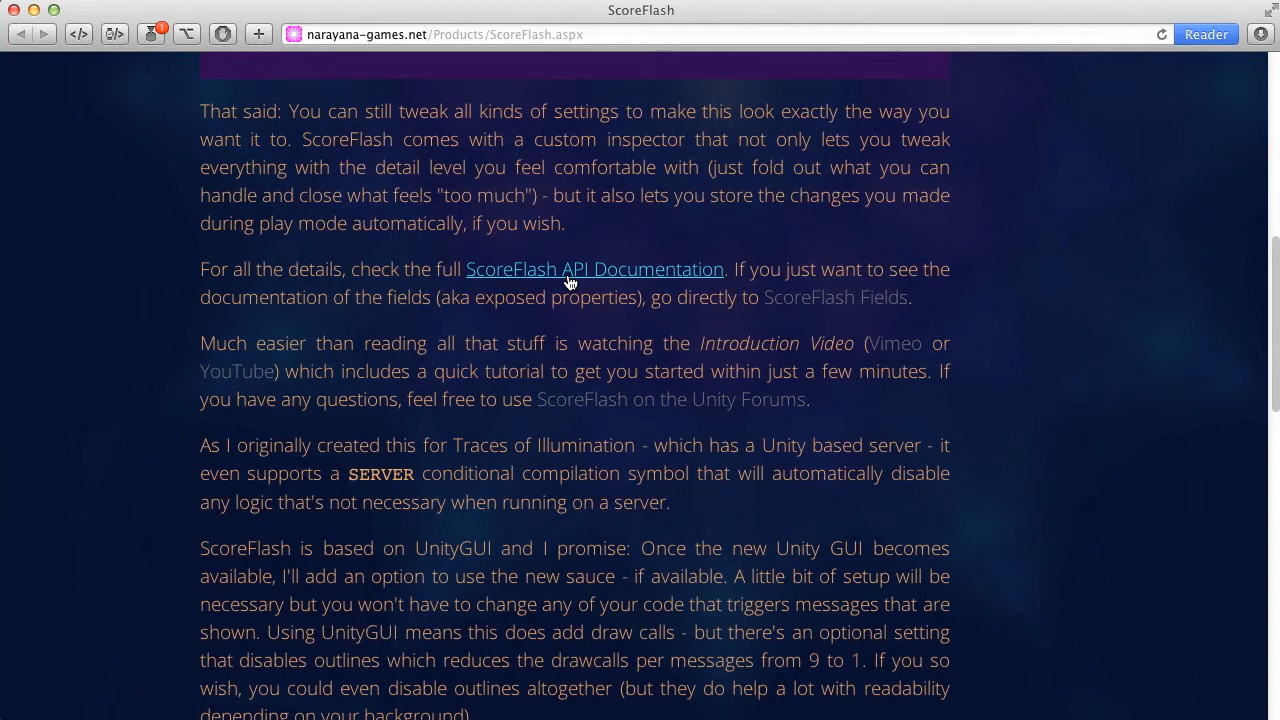 ScoreFlash
1
narayana-games.net/Products/ScoreFlash.aspx
Reader
That said: You can still tweak all kinds of settings to make this look exactly the way you
want it to. ScoreFlash comes with a custom inspector that not only lets you tweak
everything with the detail level you feel comfortable with (just fold out what you can
handle and close what feels "too much") - but it also lets you store the changes you made
during play mode automatically, if you wish.
For all the details, check the full ScoreFlash API Documentation. If you just want to see the
documentation of the fields (aka exposed properties), go directly to ScoreFlash Fields.
Much easier than reading all that stuff is watching the Introduction Video (Vimeo or
YouTube) which includes a quick tutorial to get you started within just a few minutes. If
you have any questions, feel free to use ScoreFlash on the Unity Forums.
As I originally created this for Traces of Illumination - which has a Unity based server - it
even supports a SERVER conditional compilation symbol that will automatically disable
any logic that's not necessary when running on a server.
ScoreFlash is based on UnityGUI and I promise: Once the new Unity GUI becomes
available, I'll add an option to use the new sauce - if available. A little bit of setup will be
necessary but you won't have to change any of your code that triggers messages that are
shown. Using UnityGUI means this does add draw calls - but there's an optional setting
that disables outlines which reduces the drawcalls per messages from 9 to 1. If you so
wish, you could even disable outlines altogether (but they do help a lot with readability
depending on your background).